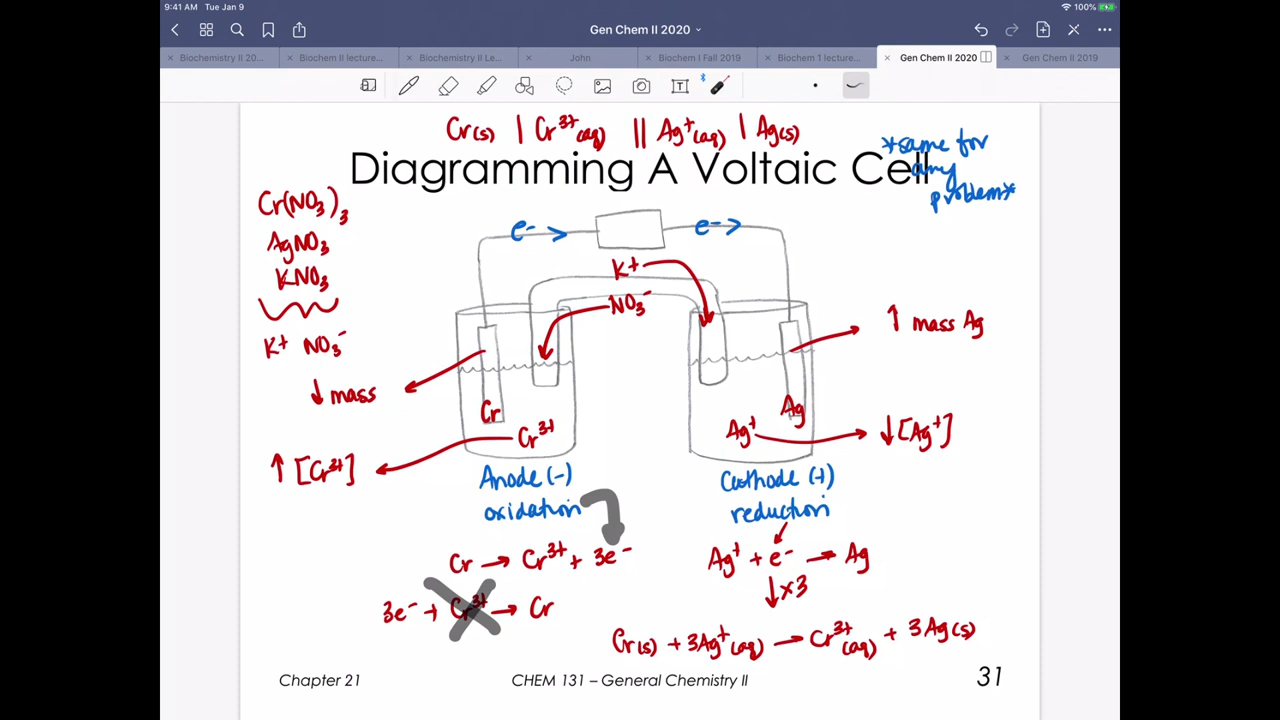 9:41 AM Tue Jan 9
100%
Gen Chem II 2020
Biochemistry II 20...
Biochem II lecture...
Biochemistry II Le...
John
Biochem I Fall 2019
Biochem 1 lecture...
Gen Chem II 2020
Gen Chem II 2019
T
Cr(s) | Cr³⁺(aq) || Ag⁺(aq) | Ag(s)
Diagramming A Voltaic Cell
*same for
any
problem*
Cr(NO₃)₃
AgNO₃
KNO₃
K⁺ NO₃⁻
e⁻ →
e⁻ →
K⁺
NO₃⁻
↑ mass Ag
↓ mass
Cr
Cr³⁺
Ag
Ag⁺
↓[Ag⁺]
↑ [Cr³⁺]
Anode (-)
oxidation
Cathode (+)
reduction
Cr → Cr³⁺ + 3e⁻
3e⁻ + Cr³⁺ → Cr
Ag⁺ + e⁻ → Ag
↓ x3
Cr(s) + 3Ag⁺(aq) → Cr³⁺(aq) + 3Ag(s)
Chapter 21
CHEM 131 – General Chemistry II
31